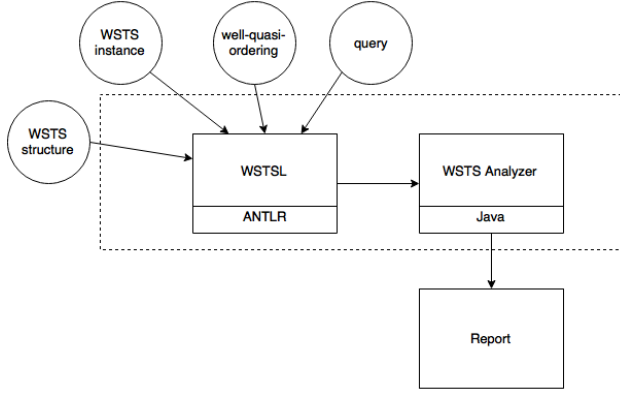 WSTS
instance
well-quasi-
ordering
query
WSTS
structure
WSTSL
ANTLR
WSTS Analyzer
Java
Report